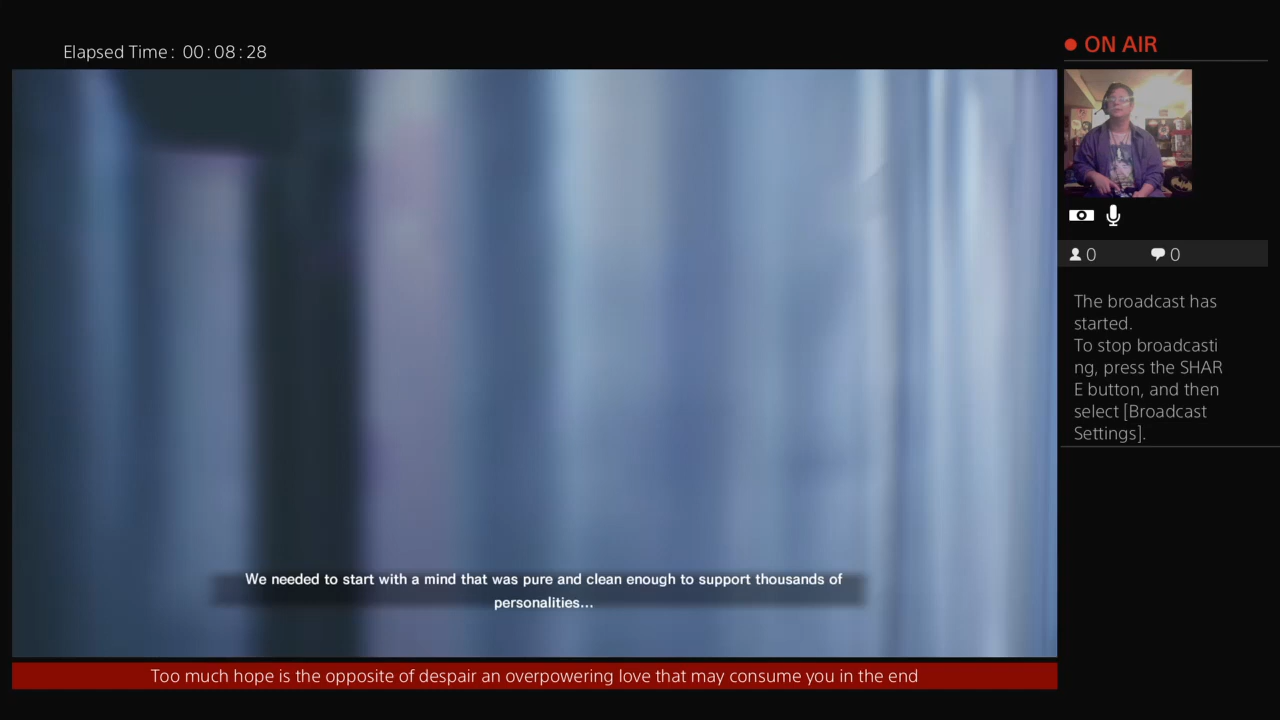 Elapsed Time: 00:08:28
ON AIR
0 0
The broadcast has
started.
To stop broadcasti
ng, press the SHAR
E button, and then
select [Broadcast
Settings].
We needed to start with a mind that was pure and clean enough to support thousands of
personalities...
Too much hope is the opposite of despair an overpowering love that may consume you in the end